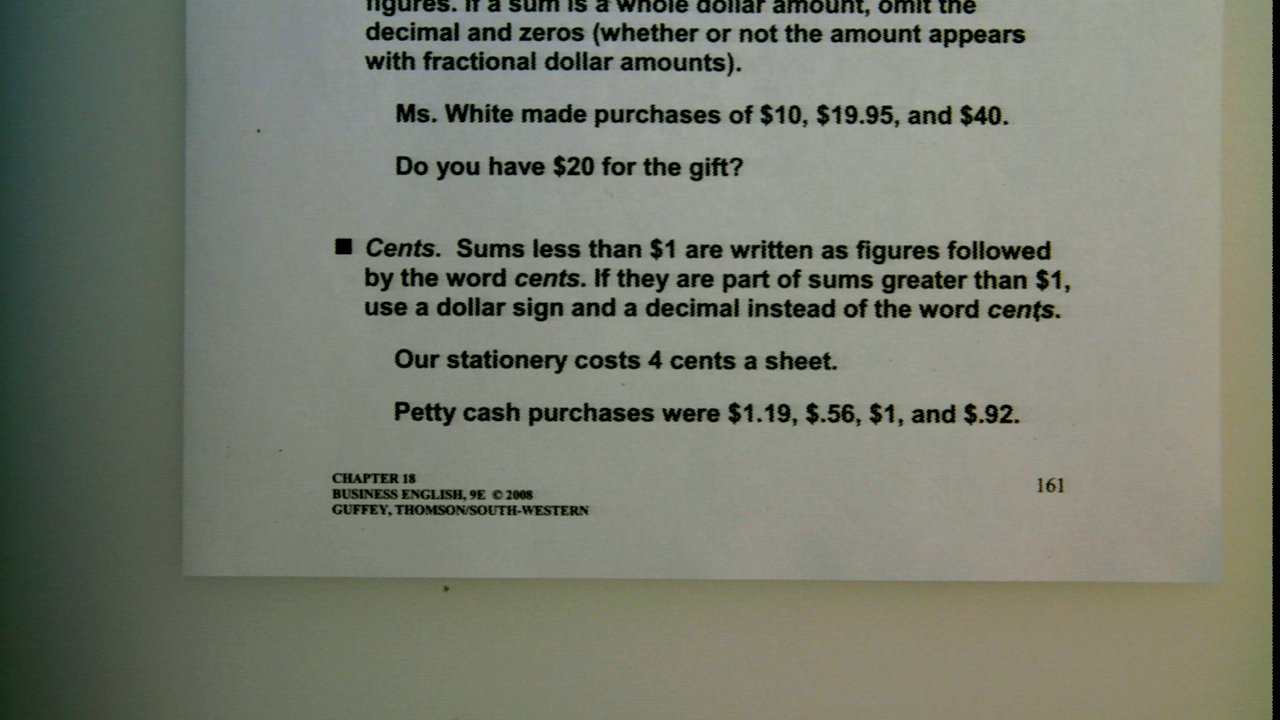 figures. If a sum is a whole dollar amount, omit the
decimal and zeros (whether or not the amount appears
with fractional dollar amounts).
Ms. White made purchases of $10, $19.95, and $40.
Do you have $20 for the gift?
■ Cents. Sums less than $1 are written as figures followed
by the word cents. If they are part of sums greater than $1,
use a dollar sign and a decimal instead of the word cents.
Our stationery costs 4 cents a sheet.
Petty cash purchases were $1.19, $.56, $1, and $.92.
CHAPTER 18
BUSINESS ENGLISH, 9E © 2008
GUFFEY, THOMSON/SOUTH-WESTERN
161